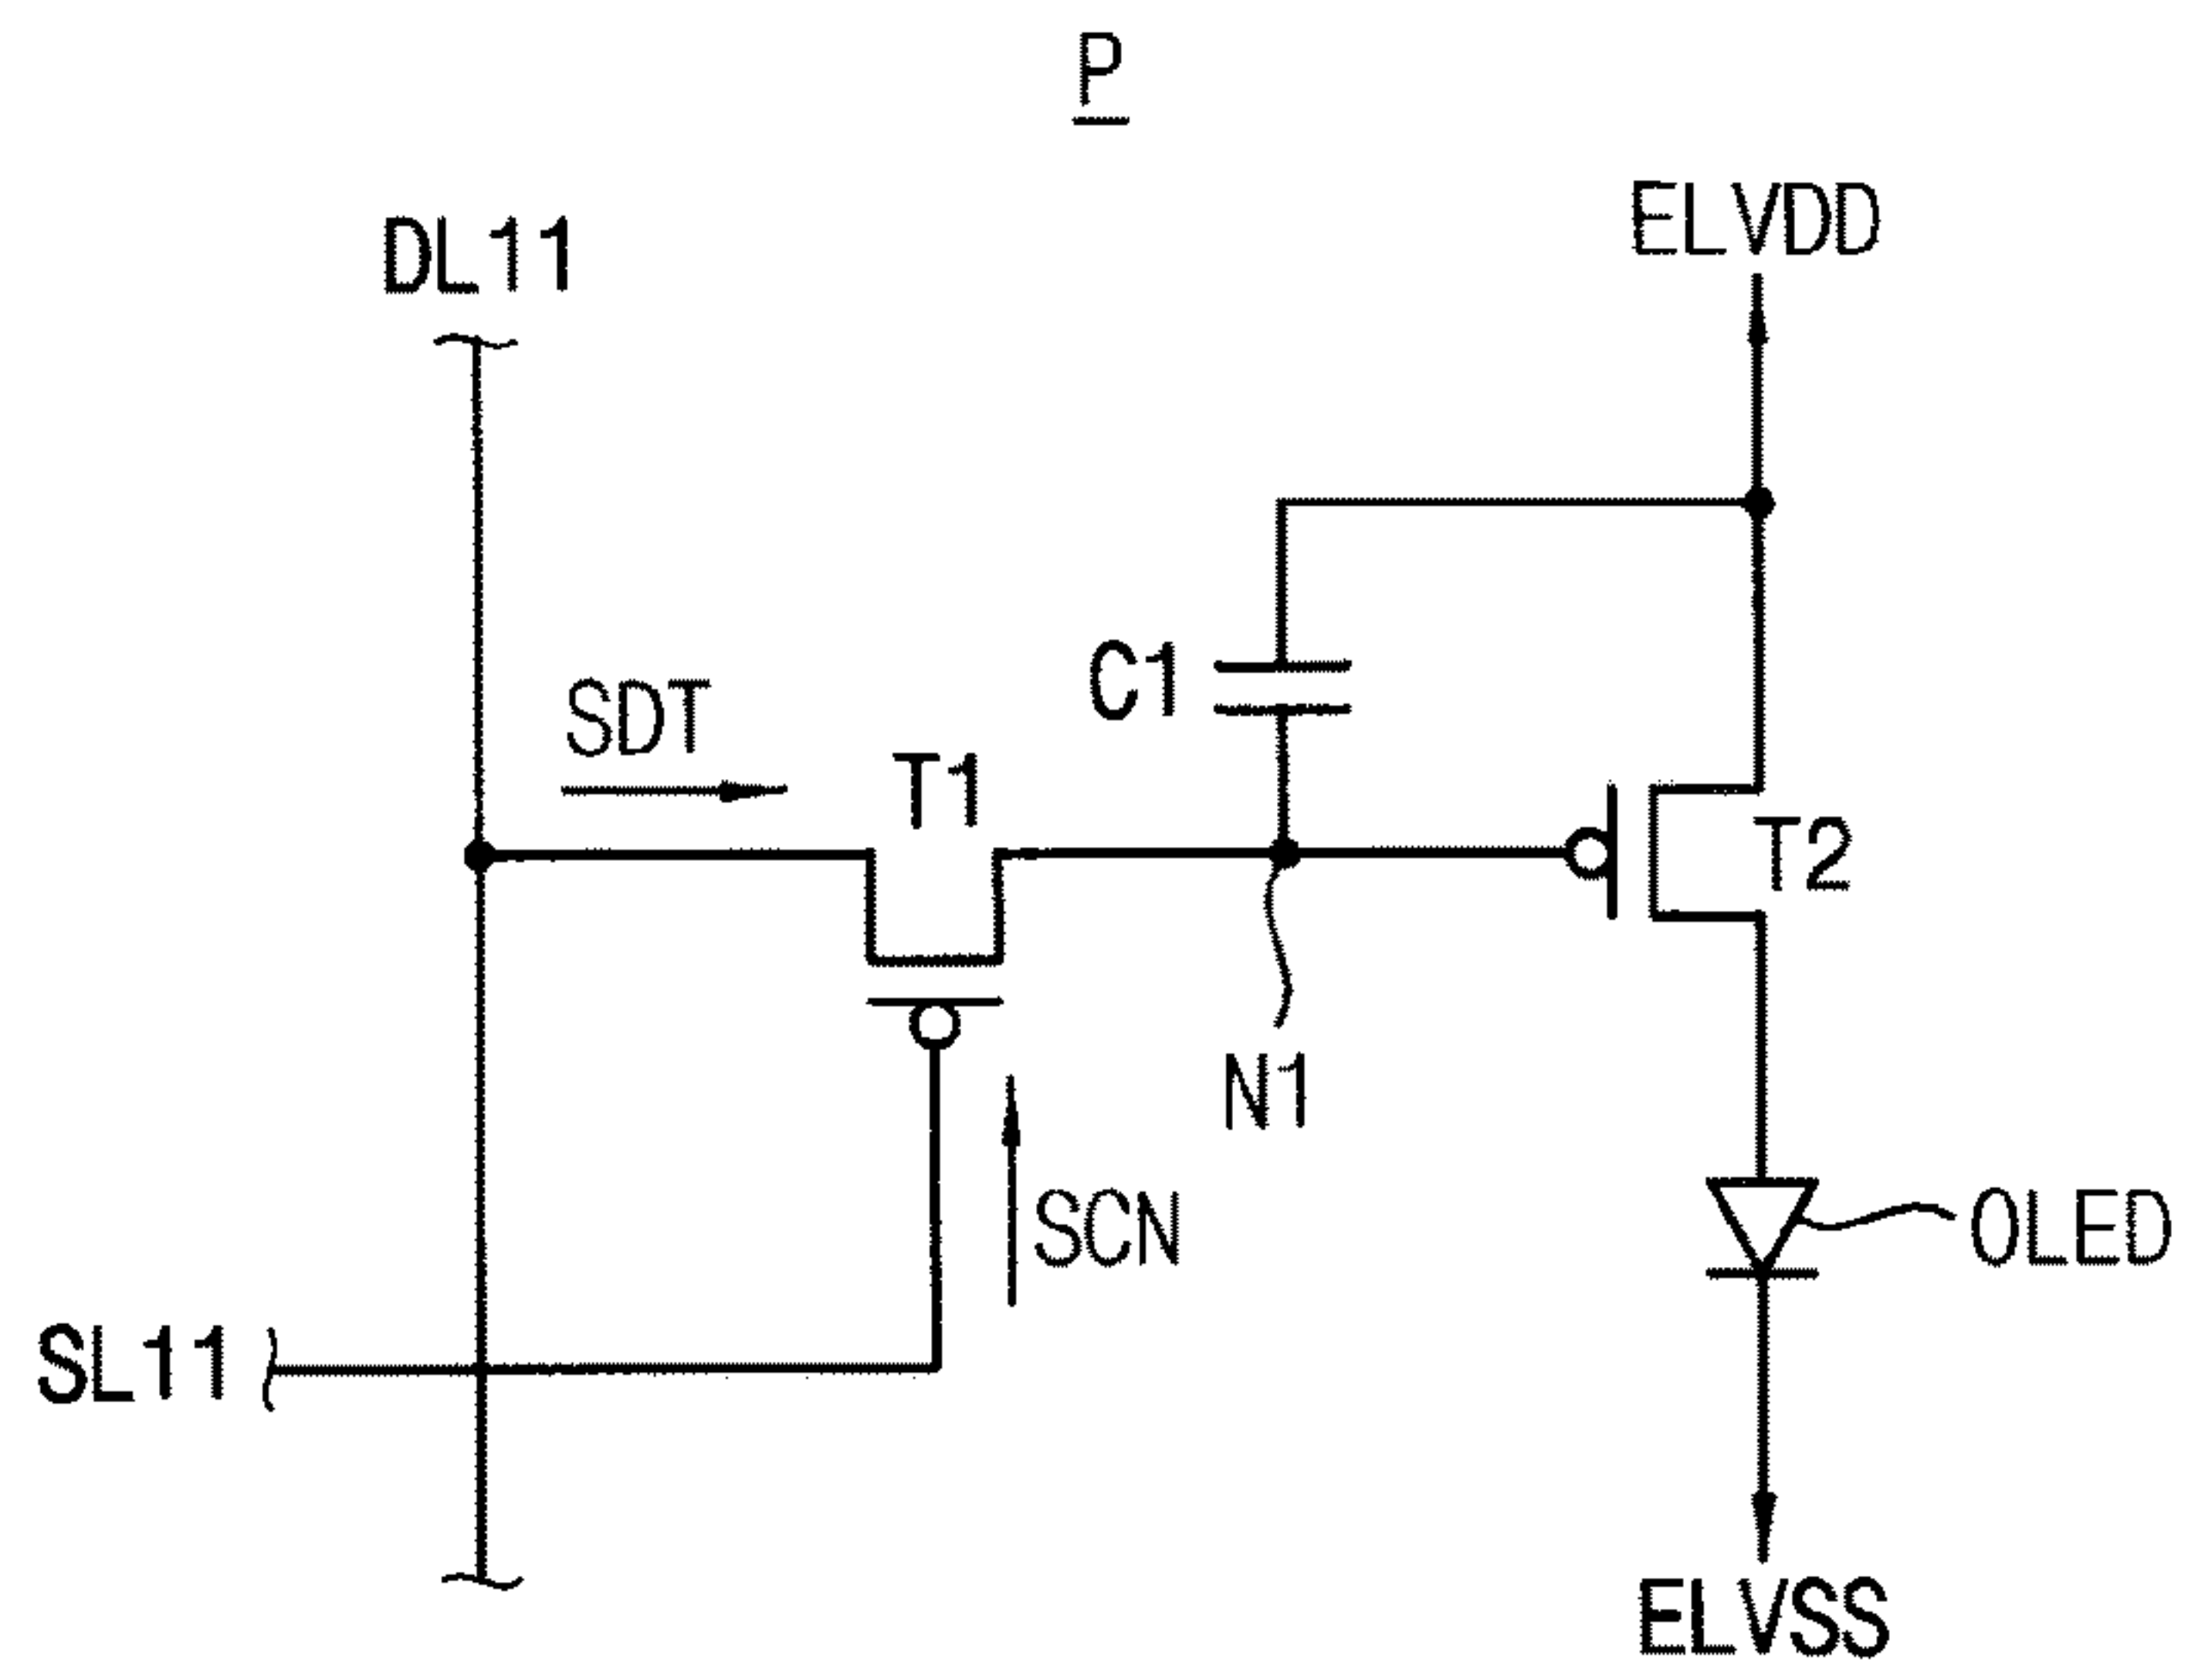 P
ELVDD
DL11
C1
SDT
T1
T2
N1
SCN
OLED
SL11
ELVSS